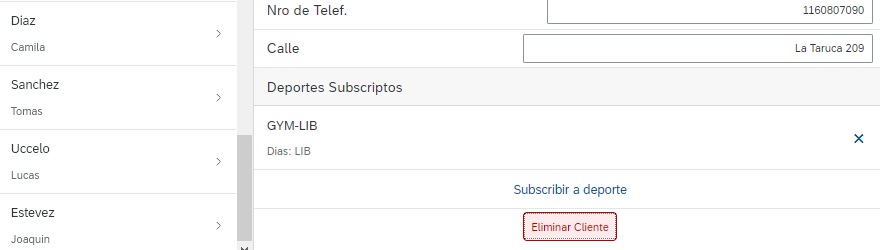 Diaz
Camila
Sanchez
Tomas
Uccelo
Lucas
Estevez
Joaquin
Nro de Telef.
1160807090
Calle
La Taruca 209
Deportes Subscriptos
GYM-LIB
Dias: LIB
Subscribir a deporte
Eliminar Cliente